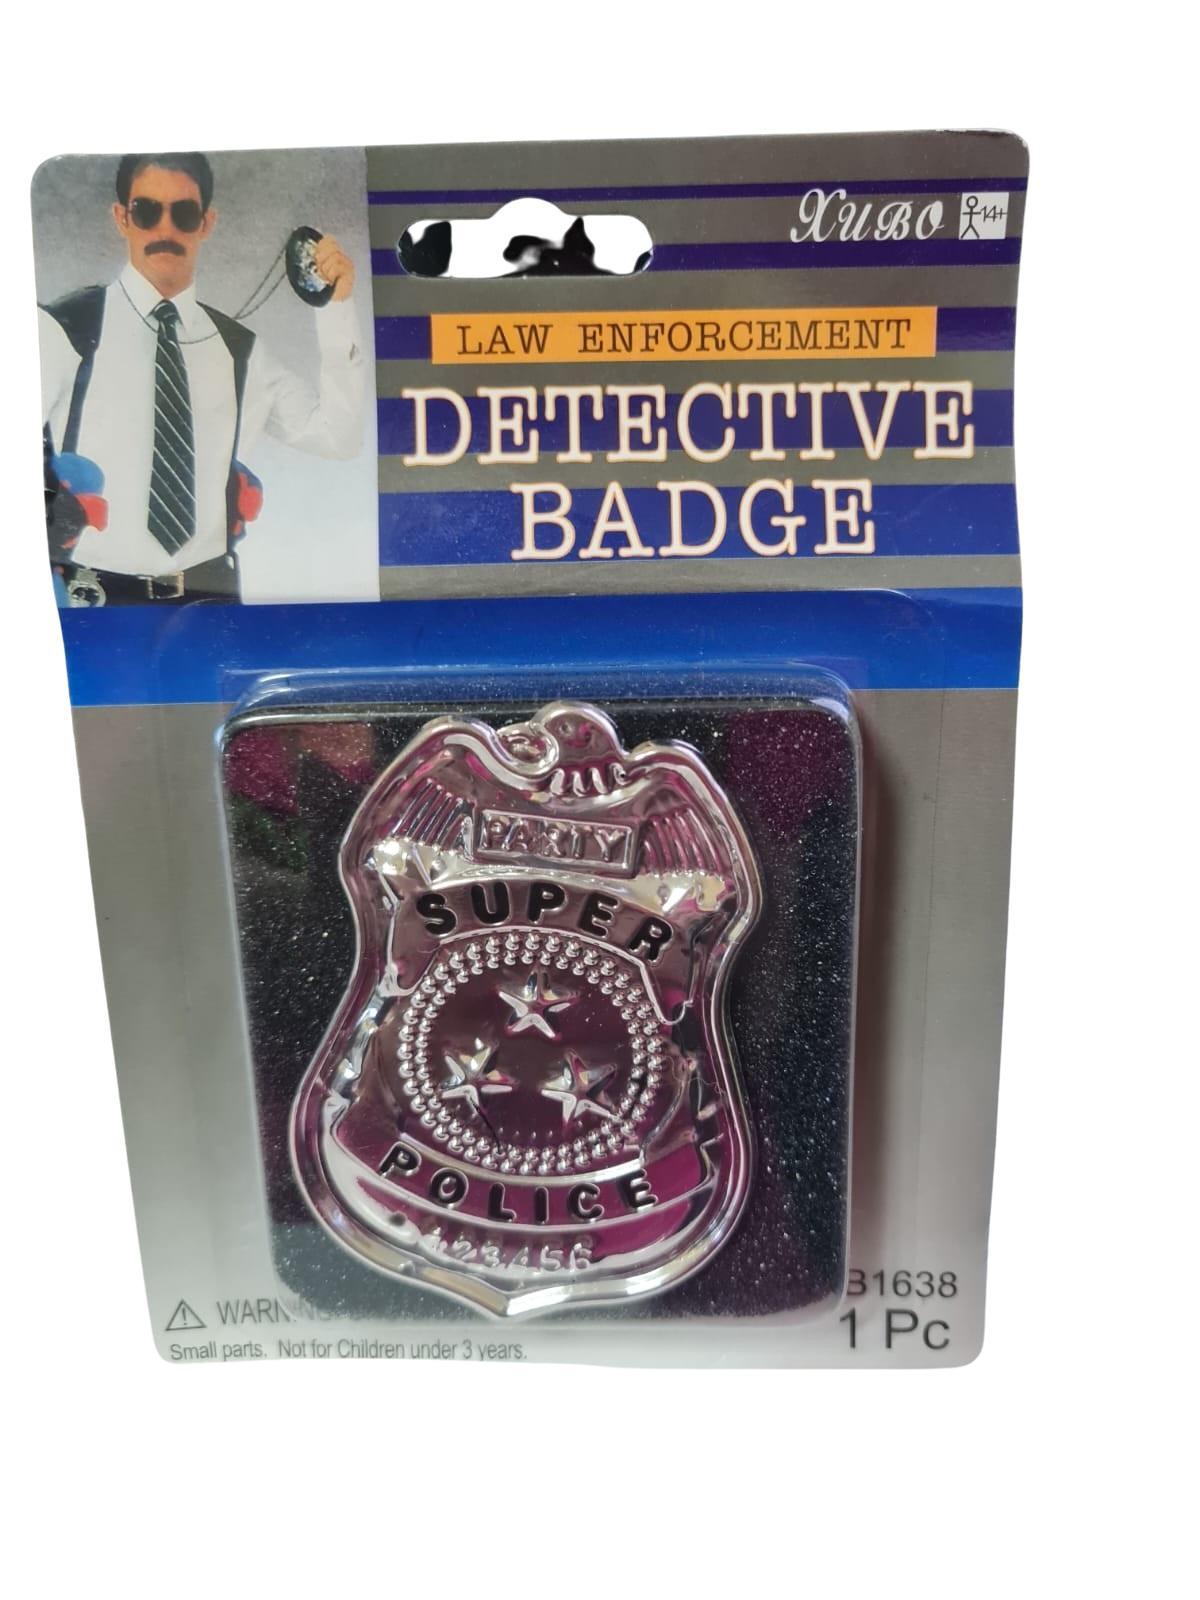 XUBO 14+
LAW ENFORCEMENT
DETECTIVE
BADGE
PARTY
SUPER
POLICE
123456
B1638
1 Pc
Small parts. Not for Children under 3 years.